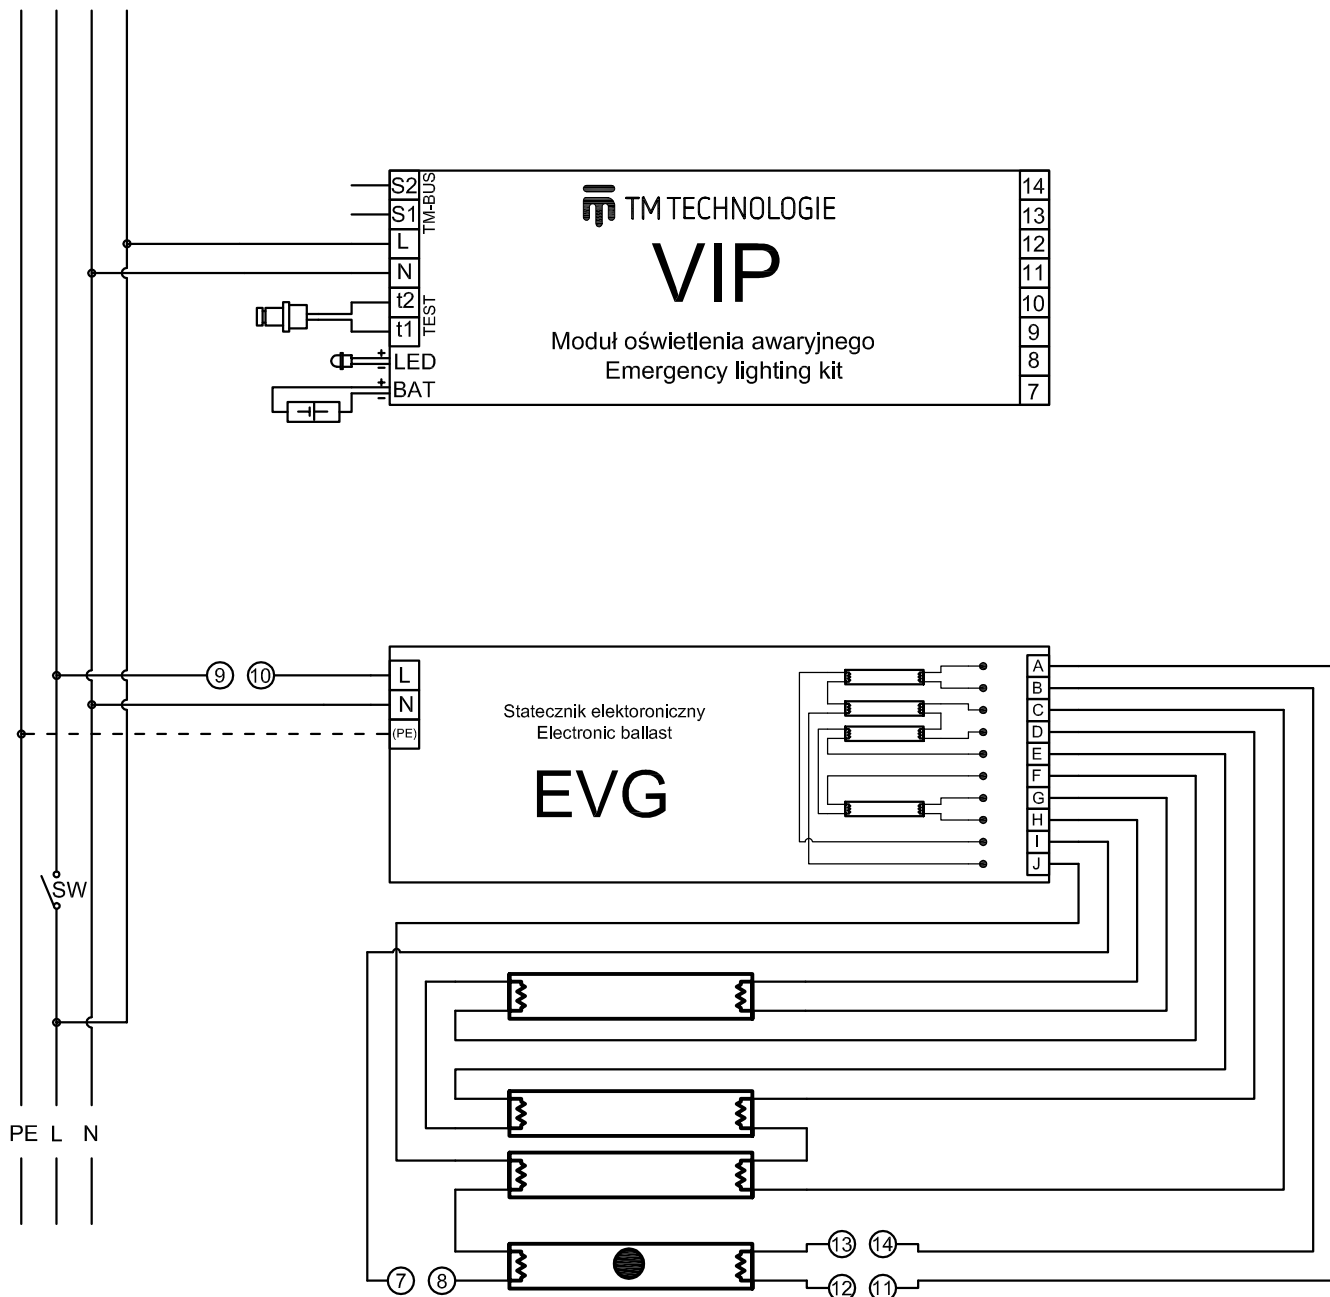 S2
S1
TM-BUS
L
N
t2
t1
TEST
+
-
LED
+
-
BAT
TM TECHNOLOGIE
VIP
Moduł oświetlenia awaryjnego
Emergency lighting kit
14
13
12
11
10
9
8
7
9 10
L
N
(PE)
Statecznik elektoroniczny
Electronic ballast
EVG
A
B
C
D
E
F
G
H
I
J
SW
PE L N
13 14
7 8
12 11